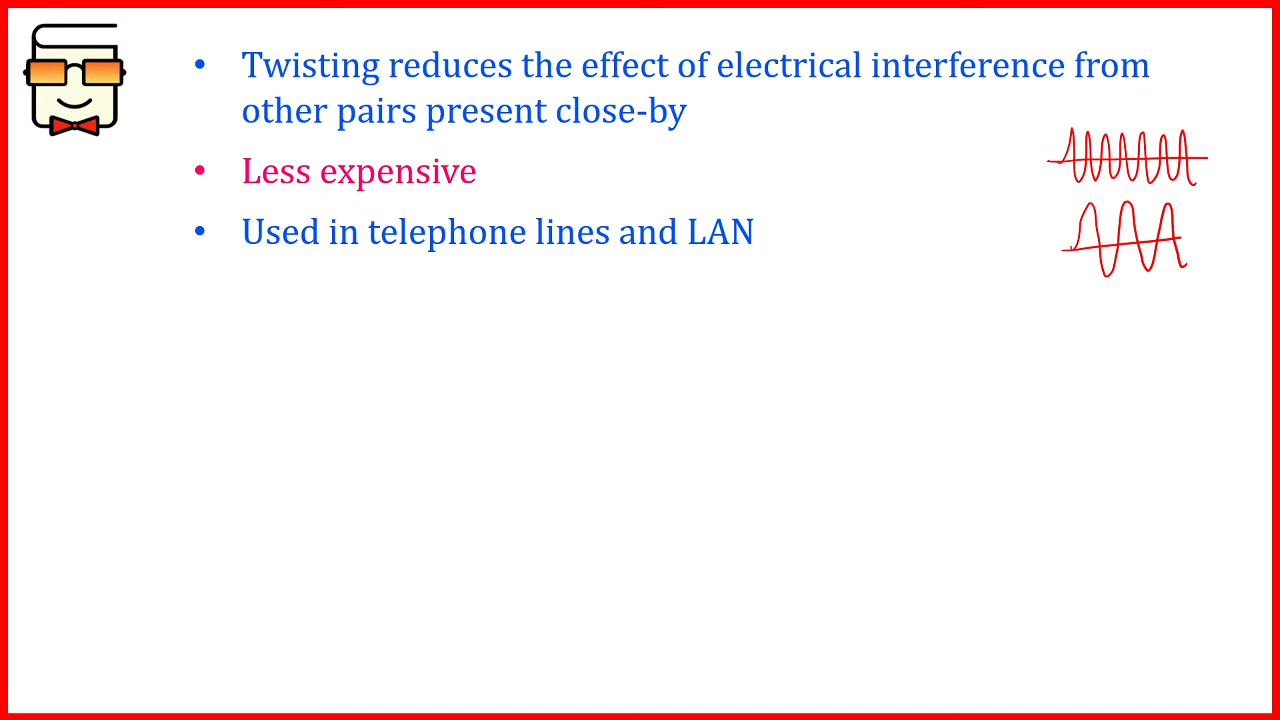 • Twisting reduces the effect of electrical interference from
other pairs present close-by
• Less expensive
• Used in telephone lines and LAN